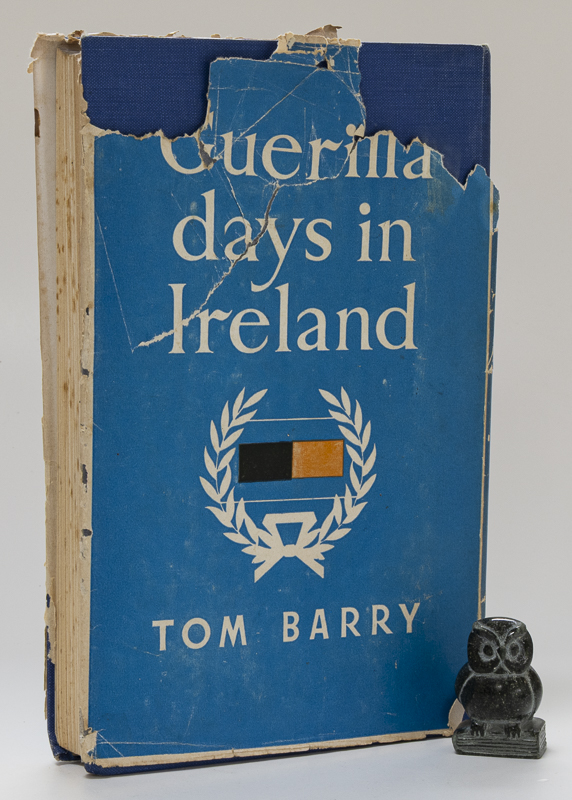 Guerilla
days in
Ireland
TOM BARRY